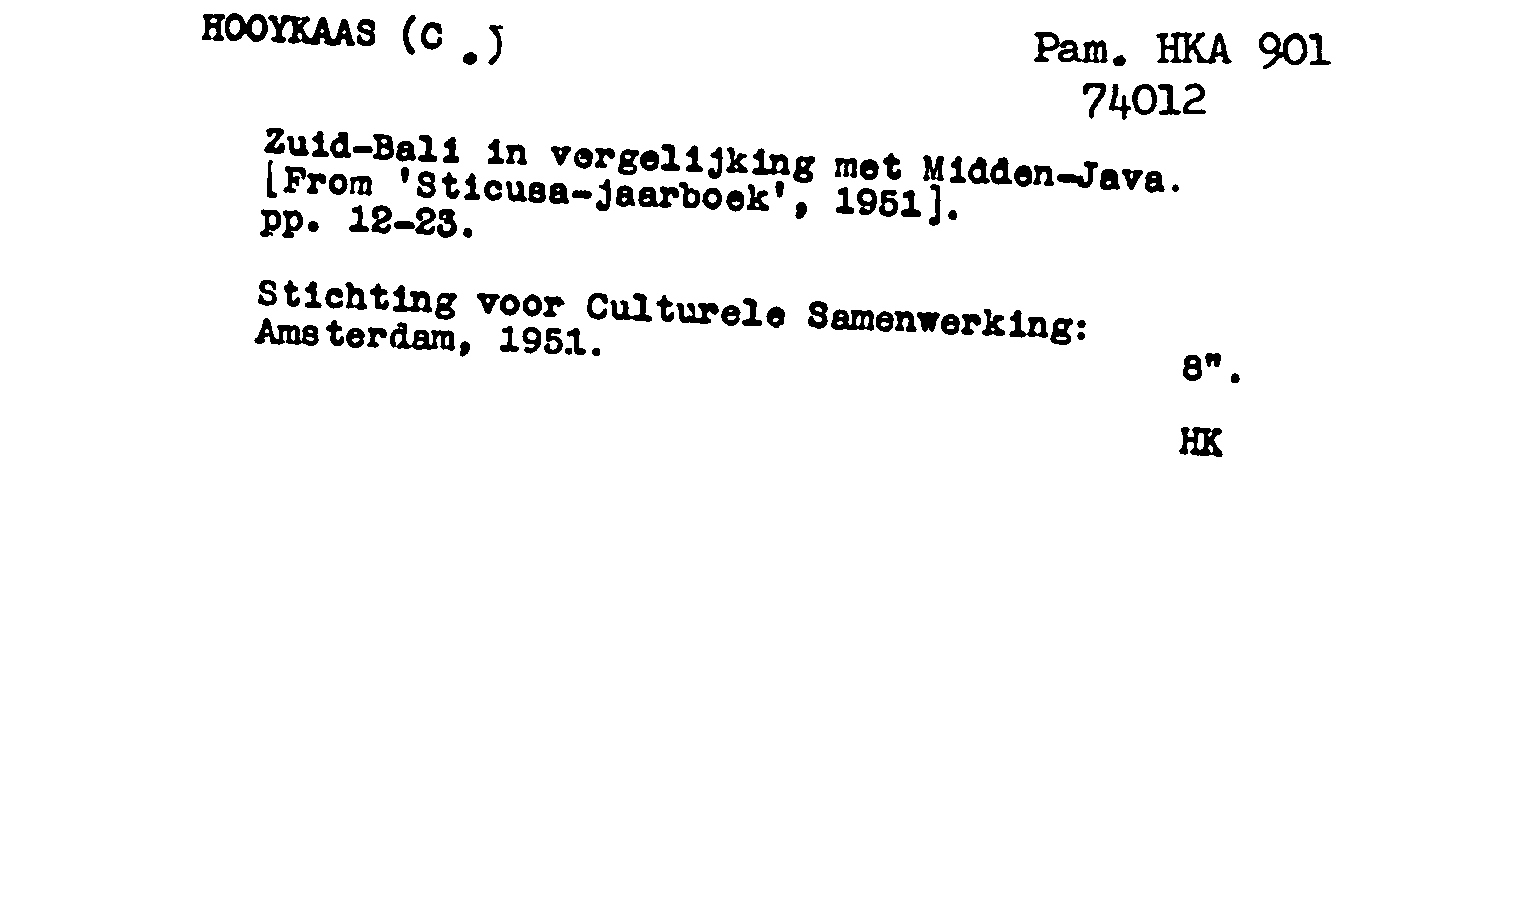 HOOYKAAS (C .)
Pam. HKA 901
74012
Zuid-Bali in vergelijking met Midden-Java.
[From 'Sticusa-jaarboek', 1951].
pp. 12-23.
Stichting voor Culturele Samenwerking:
Amsterdam, 1951.
8".
HK